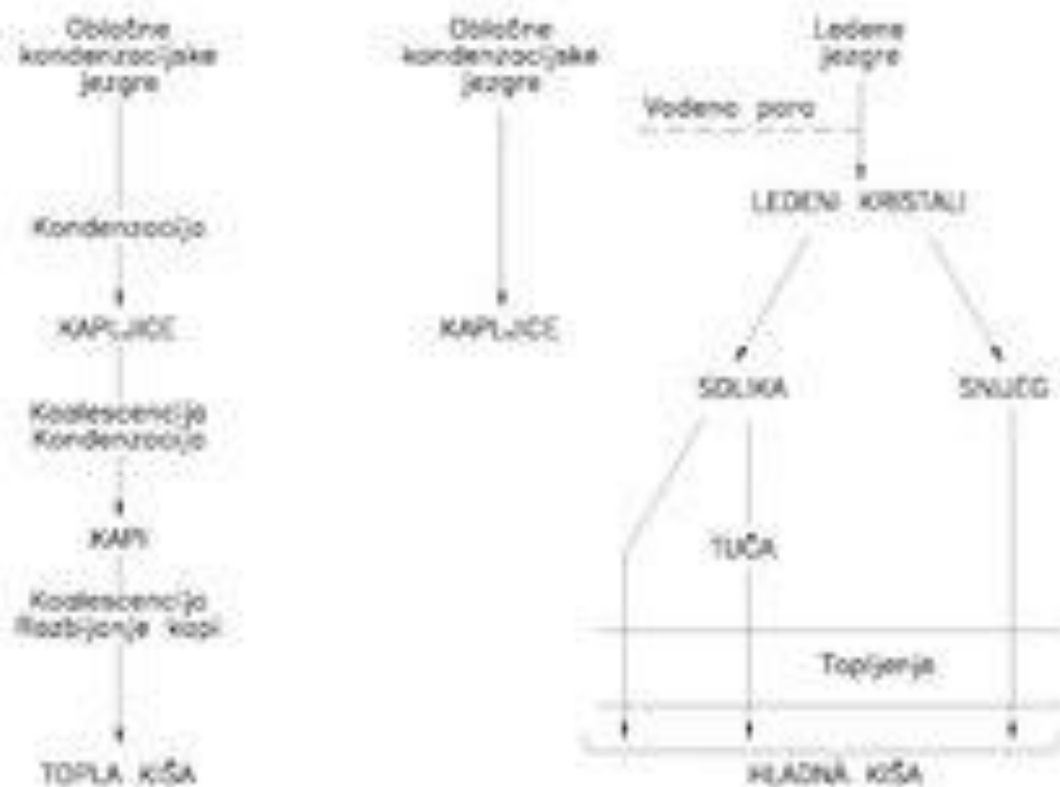 Oblačne
kondenzacijske
jezgre
Kondenzacija
KAPLJICE
Koalescencija
Kondenzacija
KAPI
Koalescencija
Razbijanje kapi
TOPLA KIŠA
Oblačne
kondenzacijske
jezgre
KAPLJICE
Ledene
jezgre
Vodena para
LEDENI KRISTALI
SOLIKA
SNIJEG
TUČA
Topljenje
HLADNA KIŠA